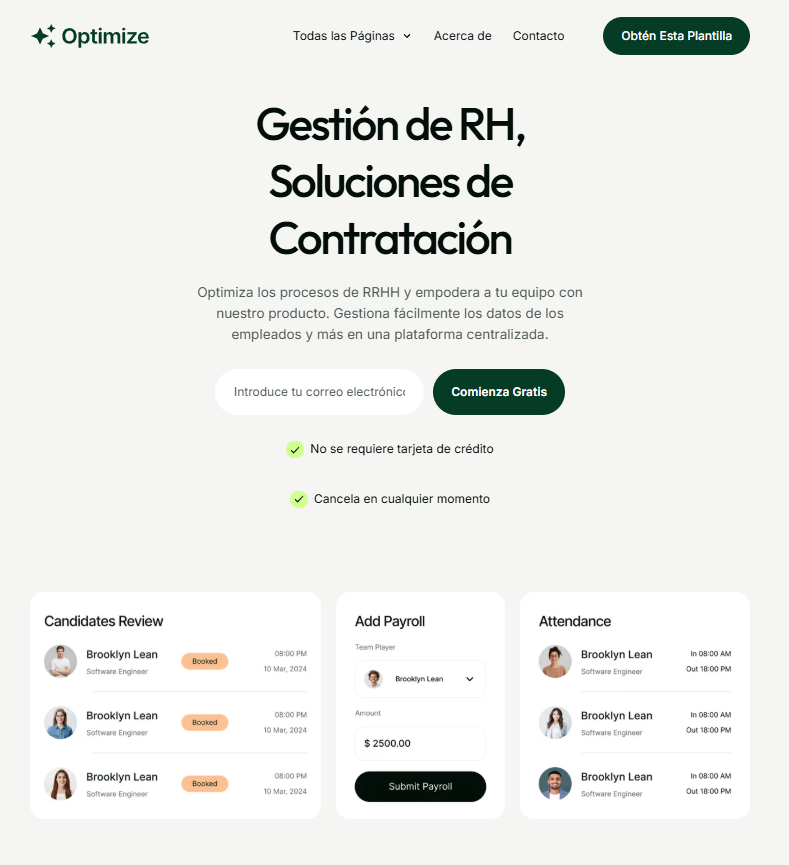 Optimize
Todas las Páginas
Acerca de
Contacto
Obtén Esta Plantilla
Gestión de RH,
Soluciones de
Contratación
Optimiza los procesos de RRHH y empodera a tu equipo con
nuestro producto. Gestiona fácilmente los datos de los
empleados y más en una plataforma centralizada.
Introduce tu correo electrónico
Comienza Gratis
No se requiere tarjeta de crédito
Cancela en cualquier momento
Candidates Review
Brooklyn Lean
Software Engineer
Booked
08:00 PM
10 Mar, 2024
Brooklyn Lean
Software Engineer
Booked
08:00 PM
10 Mar, 2024
Brooklyn Lean
Software Engineer
Booked
08:00 PM
10 Mar, 2024
Add Payroll
Team Player
Brooklyn Lean
Amount
$ 2500.00
Submit Payroll
Attendance
Brooklyn Lean
Software Engineer
In 08:00 AM
Out 18:00 PM
Brooklyn Lean
Software Engineer
In 08:00 AM
Out 18:00 PM
Brooklyn Lean
Software Engineer
In 08:00 AM
Out 18:00 PM